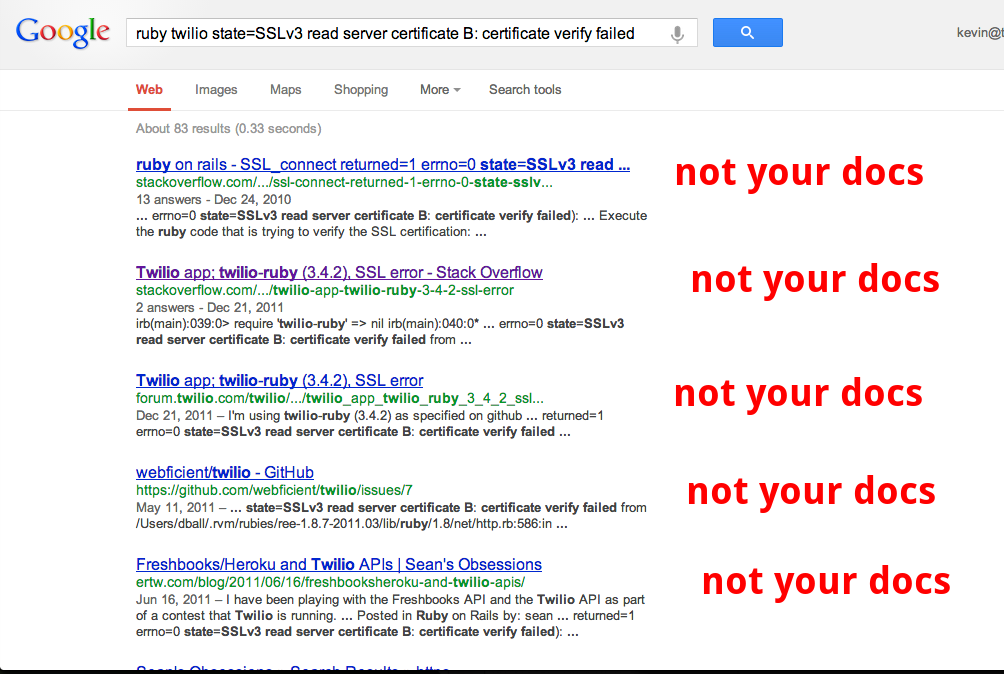 Google
ruby twilio state=SSLv3 read server certificate B: certificate verify failed
kevin@t
Web Images Maps Shopping More Search tools
About 83 results (0.33 seconds)
ruby on rails - SSL_connect returned=1 errno=0 state=SSLv3 read ...
not your docs
stackoverflow.com/.../ssl-connect-returned-1-errno-0-state-sslv...
13 answers - Dec 24, 2010
... errno=0 state=SSLv3 read server certificate B: certificate verify failed): ... Execute
the ruby code that is trying to verify the SSL certification: ...
Twilio app; twilio-ruby (3.4.2), SSL error - Stack Overflow
not your docs
stackoverflow.com/.../twilio-app-twilio-ruby-3-4-2-ssl-error
2 answers - Dec 21, 2011
irb(main):039:0> require 'twilio-ruby' => nil irb(main):040:0* ... errno=0 state=SSLv3
read server certificate B: certificate verify failed from ...
Twilio app; twilio-ruby (3.4.2), SSL error
not your docs
forum.twilio.com/twilio/.../twilio_app_twilio_ruby_3_4_2_ssl...
Dec 21, 2011 – I'm using twilio-ruby (3.4.2) as specified on github ... returned=1
errno=0 state=SSLv3 read server certificate B: certificate verify failed ...
webficient/twilio - GitHub
not your docs
https://github.com/webficient/twilio/issues/7
May 11, 2011 – ... state=SSLv3 read server certificate B: certificate verify failed from
/Users/dball/.rvm/rubies/ree-1.8.7-2011.03/lib/ruby/1.8/net/http.rb:586:in ...
Freshbooks/Heroku and Twilio APIs | Sean's Obsessions
not your docs
ertw.com/blog/2011/06/16/freshbooksheroku-and-twilio-apis/
Jun 16, 2011 – I have been playing with the Freshbooks API and the Twilio API as part
of a contest that Twilio is running. ... Posted in Ruby on Rails by: sean ... returned=1
errno=0 state=SSLv3 read server certificate B: certificate verify failed): ...
Sean's Obsessions